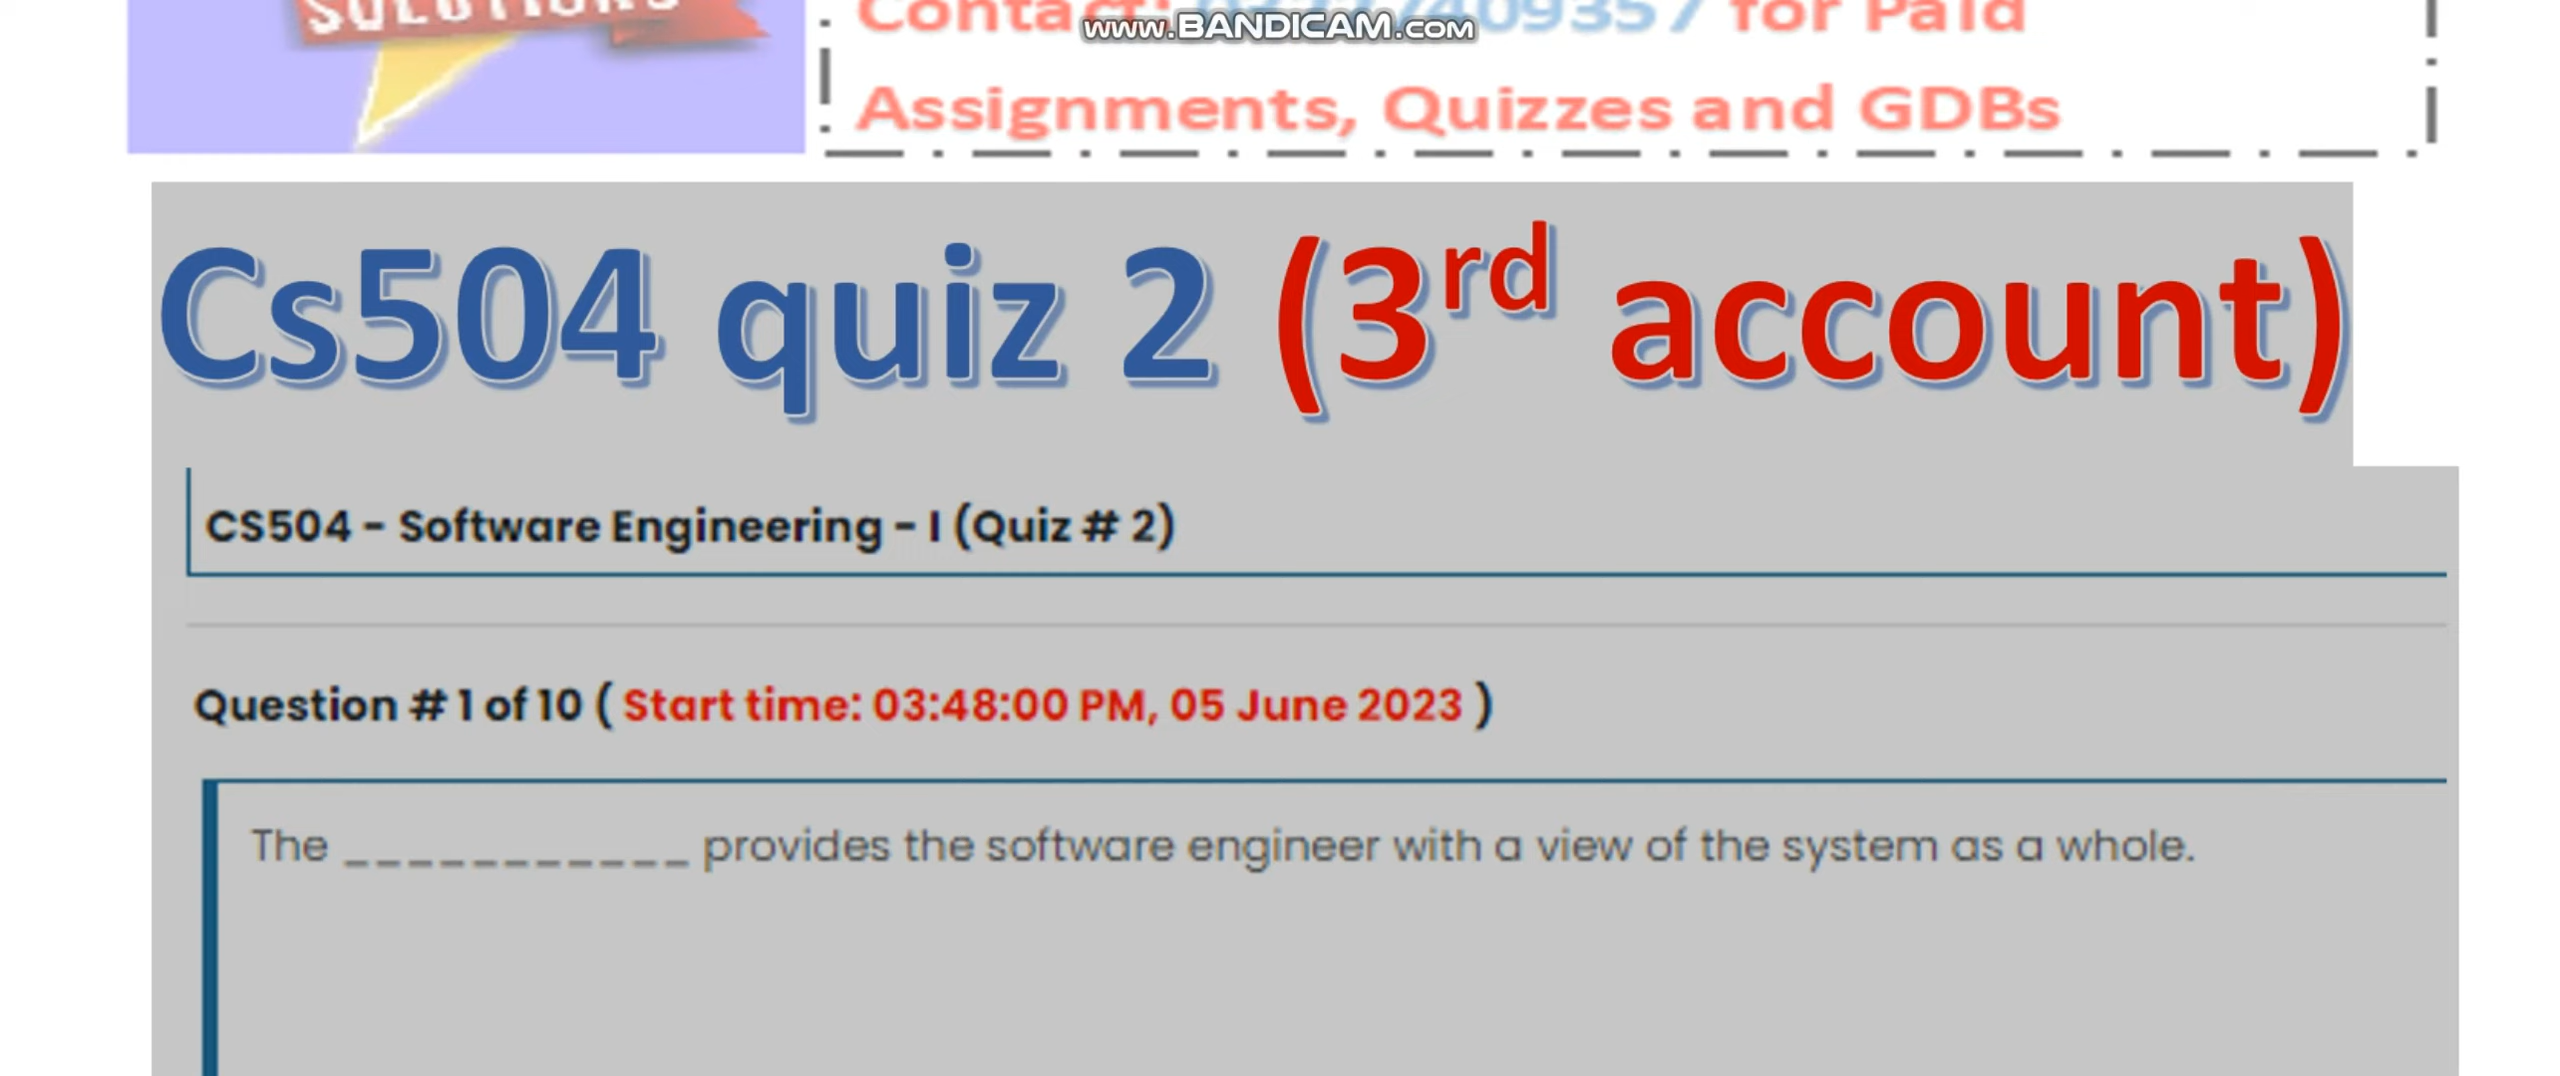 SOLUTIONS
Contact: 409357 for Paid
www.BANDICAM.com
Assignments, Quizzes and GDBs
Cs504 quiz 2 (3rd account)
CS504 - Software Engineering - I (Quiz # 2)
Question # 1 of 10 ( Start time: 03:48:00 PM, 05 June 2023 )
The ___________ provides the software engineer with a view of the system as a whole.